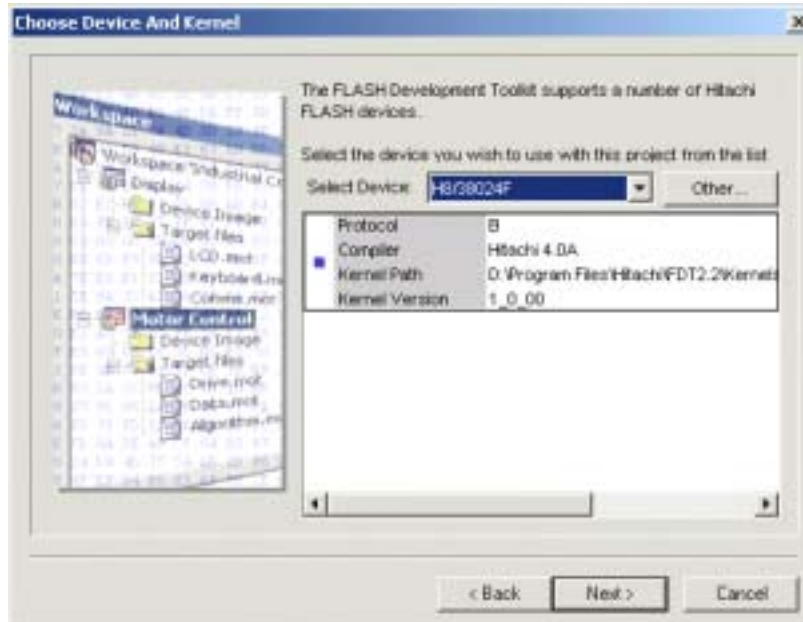 Choose Device And Kernel
The FLASH Development Toolkit supports a number of Hitachi
FLASH devices.
Select the device you wish to use with this project from the list
Select Device: H8/38024F Other...
Protocol B
Compiler Hitachi 4.0A
Kernel Path D:\Program Files\Hitachi\FDT2.2\Kernels
Kernel Version 1_0_00
Workspace
Workspace 'Industrial Co
Display
Device Image
Target files
LCD.mot
Keyboard.m
Comms.mot
Motor Control
Device Image
Target files
Drive.mot
Data.mot
Algorithm.m
< Back Next > Cancel